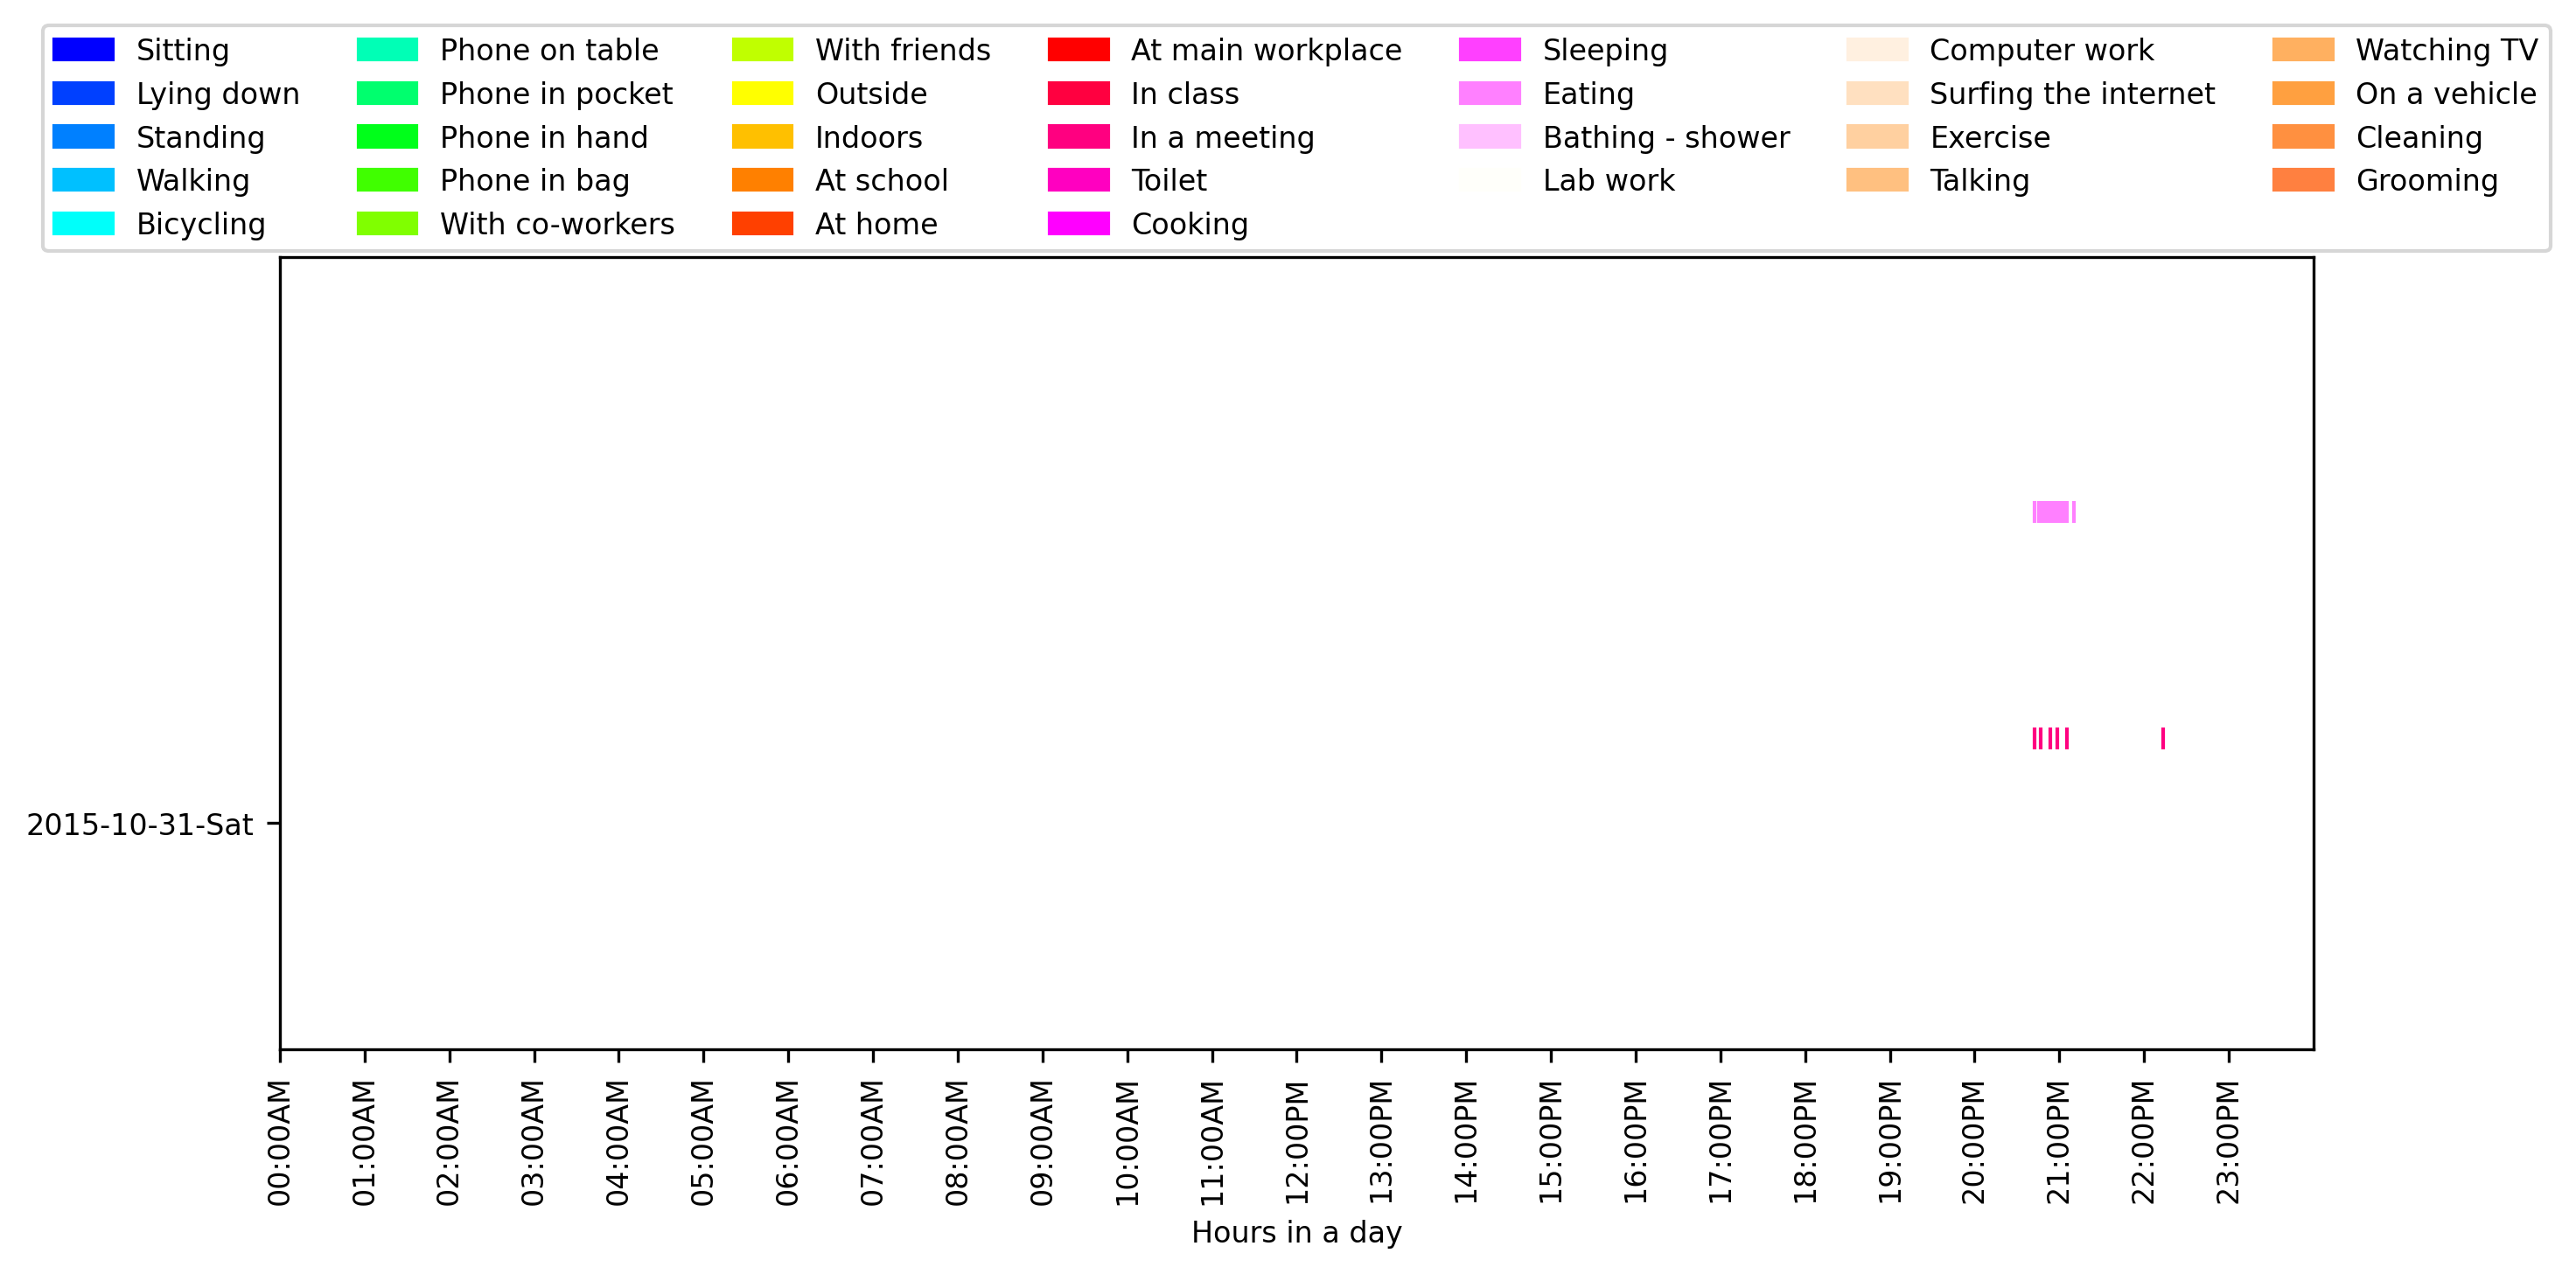 Sitting
Lying down
Standing
Walking
Bicycling
Phone on table
Phone in pocket
Phone in hand
Phone in bag
With co-workers
With friends
Outside
Indoors
At school
At home
At main workplace
In class
In a meeting
Toilet
Cooking
Sleeping
Eating
Bathing - shower
Lab work
Computer work
Surfing the internet
Exercise
Talking
Watching TV
On a vehicle
Cleaning
Grooming
2015-10-31-Sat
00:00AM
01:00AM
02:00AM
03:00AM
04:00AM
05:00AM
06:00AM
07:00AM
08:00AM
09:00AM
10:00AM
11:00AM
12:00PM
13:00PM
14:00PM
15:00PM
16:00PM
17:00PM
18:00PM
19:00PM
20:00PM
21:00PM
22:00PM
23:00PM
Hours in a day